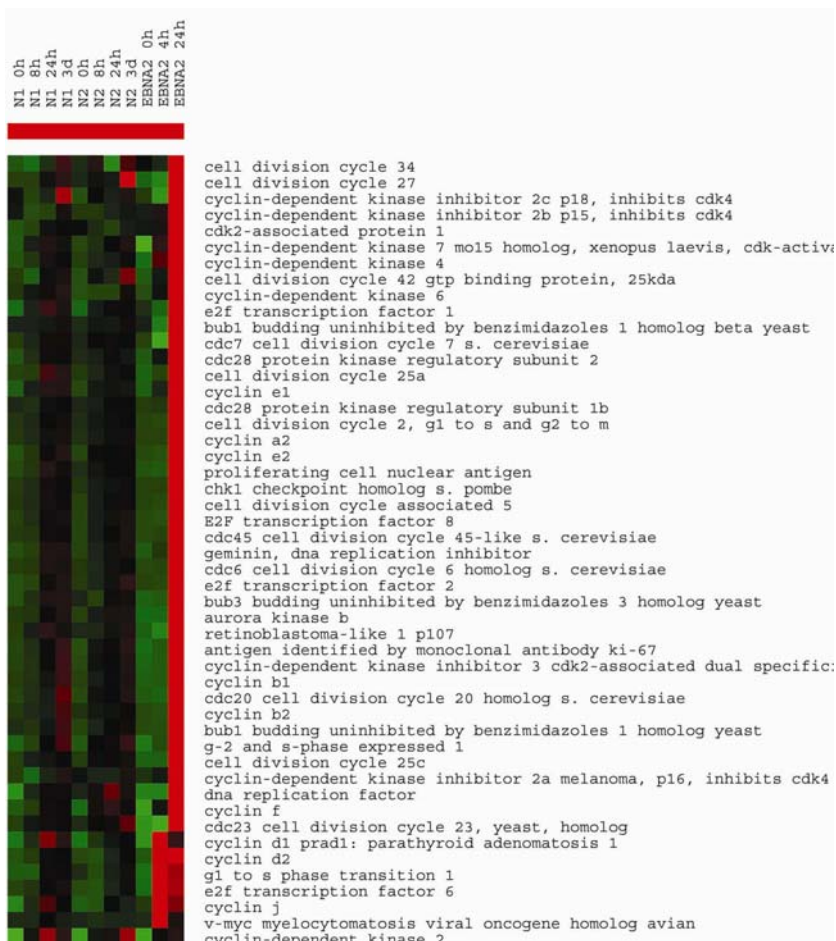 N1 0h
N1 8h
N1 24h
N1 3d
N2 0h
N2 8h
N2 24h
N2 3d
EBNA2 0h
EBNA2 4h
EBNA2 24h
cell division cycle 34
cell division cycle 27
cyclin-dependent kinase inhibitor 2c p18, inhibits cdk4
cyclin-dependent kinase inhibitor 2b p15, inhibits cdk4
cdk2-associated protein 1
cyclin-dependent kinase 7 mo15 homolog, xenopus laevis, cdk-activa
cyclin-dependent kinase 4
cell division cycle 42 gtp binding protein, 25kda
cyclin-dependent kinase 6
e2f transcription factor 1
bub1 budding uninhibited by benzimidazoles 1 homolog beta yeast
cdc7 cell division cycle 7 s. cerevisiae
cdc28 protein kinase regulatory subunit 2
cell division cycle 25a
cyclin e1
cdc28 protein kinase regulatory subunit 1b
cell division cycle 2, g1 to s and g2 to m
cyclin a2
cyclin e2
proliferating cell nuclear antigen
chk1 checkpoint homolog s. pombe
cell division cycle associated 5
E2F transcription factor 8
cdc45 cell division cycle 45-like s. cerevisiae
geminin, dna replication inhibitor
cdc6 cell division cycle 6 homolog s. cerevisiae
e2f transcription factor 2
bub3 budding uninhibited by benzimidazoles 3 homolog yeast
aurora kinase b
retinoblastoma-like 1 p107
antigen identified by monoclonal antibody ki-67
cyclin-dependent kinase inhibitor 3 cdk2-associated dual specifici
cyclin b1
cdc20 cell division cycle 20 homolog s. cerevisiae
cyclin b2
bub1 budding uninhibited by benzimidazoles 1 homolog yeast
g-2 and s-phase expressed 1
cell division cycle 25c
cyclin-dependent kinase inhibitor 2a melanoma, p16, inhibits cdk4
dna replication factor
cyclin f
cdc23 cell division cycle 23, yeast, homolog
cyclin d1 prad1: parathyroid adenomatosis 1
cyclin d2
g1 to s phase transition 1
e2f transcription factor 6
cyclin j
v-myc myelocytomatosis viral oncogene homolog avian
cyclin-dependent kinase 2